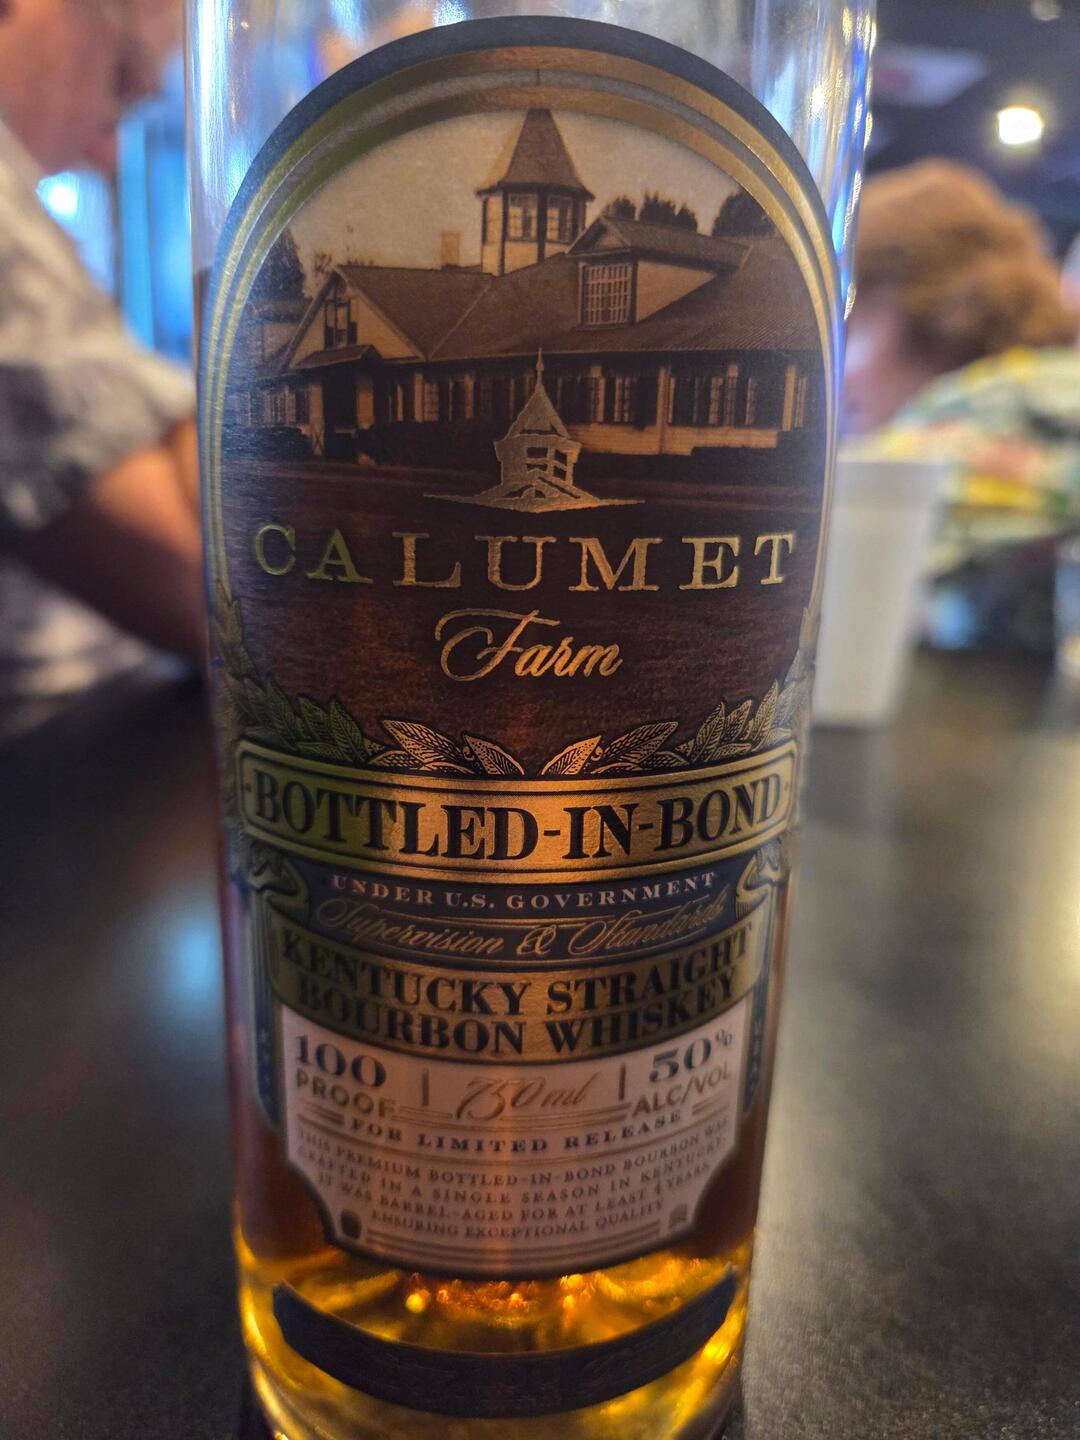 CALUMET
Farm
BOTTLED-IN-BOND
UNDER U.S. GOVERNMENT
Supervision & Standards
KENTUCKY STRAIGHT
BOURBON WHISKEY
100 PROOF | 750 ml | 50% ALC/VOL
FOR LIMITED RELEASE
THIS PREMIUM BOTTLED-IN-BOND BOURBON WAS
CRAFTED IN A SINGLE SEASON IN KENTUCKY.
IT WAS BARREL-AGED FOR AT LEAST 4 YEARS
ENSURING EXCEPTIONAL QUALITY